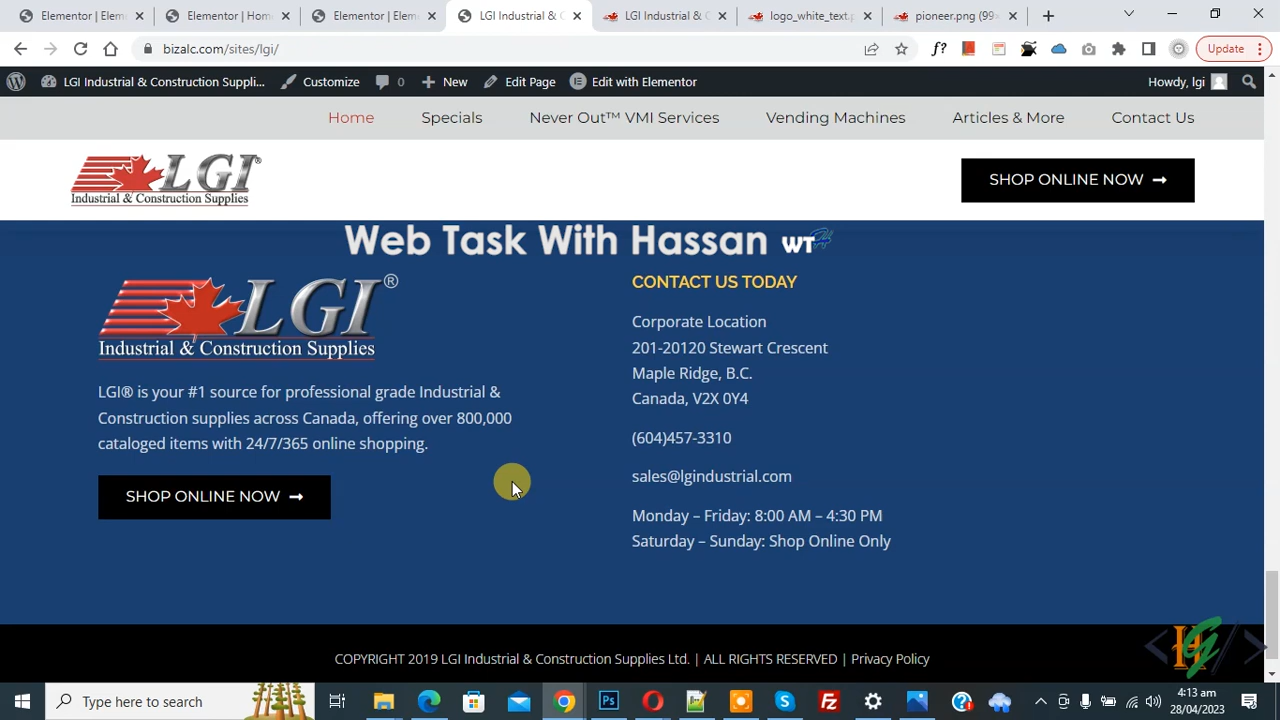 Elementor | Elem
Elementor | Hom
Elementor | Elem
LGI Industrial & C
LGI Industrial & C
logo_white_text.p
pioneer.png (99×
bizalc.com/sites/lgi/
f?
Update
LGI Industrial & Construction Suppli...
Customize
0
New
Edit Page
Edit with Elementor
Howdy, lgi
Home
Specials
Never Out™ VMI Services
Vending Machines
Articles & More
Contact Us
LGI®
Industrial & Construction Supplies
SHOP ONLINE NOW
Web Task With Hassan WTH
LGI®
Industrial & Construction Supplies
LGI® is your #1 source for professional grade Industrial &
Construction supplies across Canada, offering over 800,000
cataloged items with 24/7/365 online shopping.
SHOP ONLINE NOW
CONTACT US TODAY
Corporate Location
201-20120 Stewart Crescent
Maple Ridge, B.C.
Canada, V2X 0Y4
(604)457-3310
sales@lgindustrial.com
Monday – Friday: 8:00 AM – 4:30 PM
Saturday – Sunday: Shop Online Only
COPYRIGHT 2019 LGI Industrial & Construction Supplies Ltd. | ALL RIGHTS RESERVED | Privacy Policy
Type here to search
Ps
4:13 am
28/04/2023